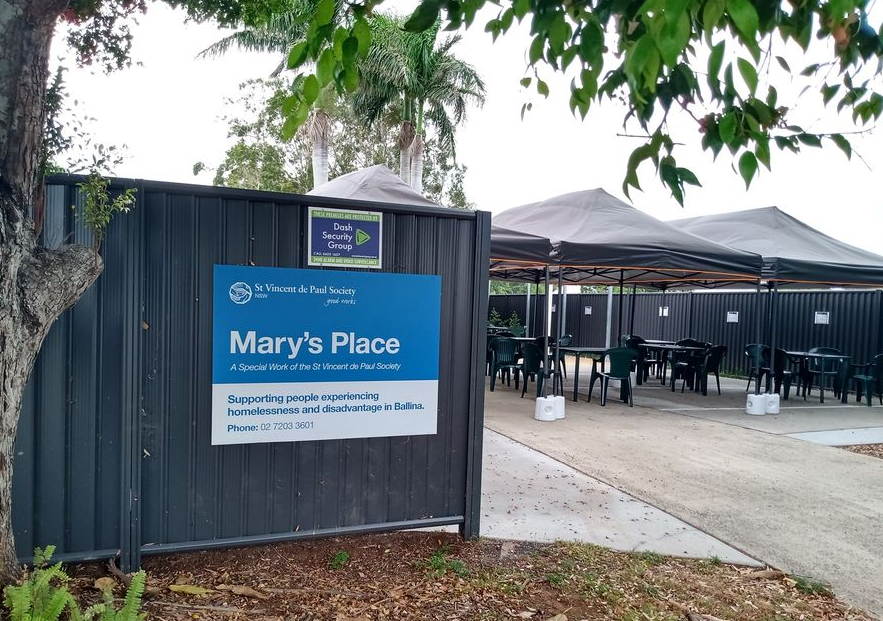 THESE PREMISES ARE PROTECTED BY
Dash
Security
Group
24HR ALARM AND VIDEO SURVEILLANCE
St Vincent de Paul Society
NSW
good works
Mary's Place
A Special Work of the St Vincent de Paul Society
Supporting people experiencing
homelessness and disadvantage in Ballina.
Phone: 02 7203 3601